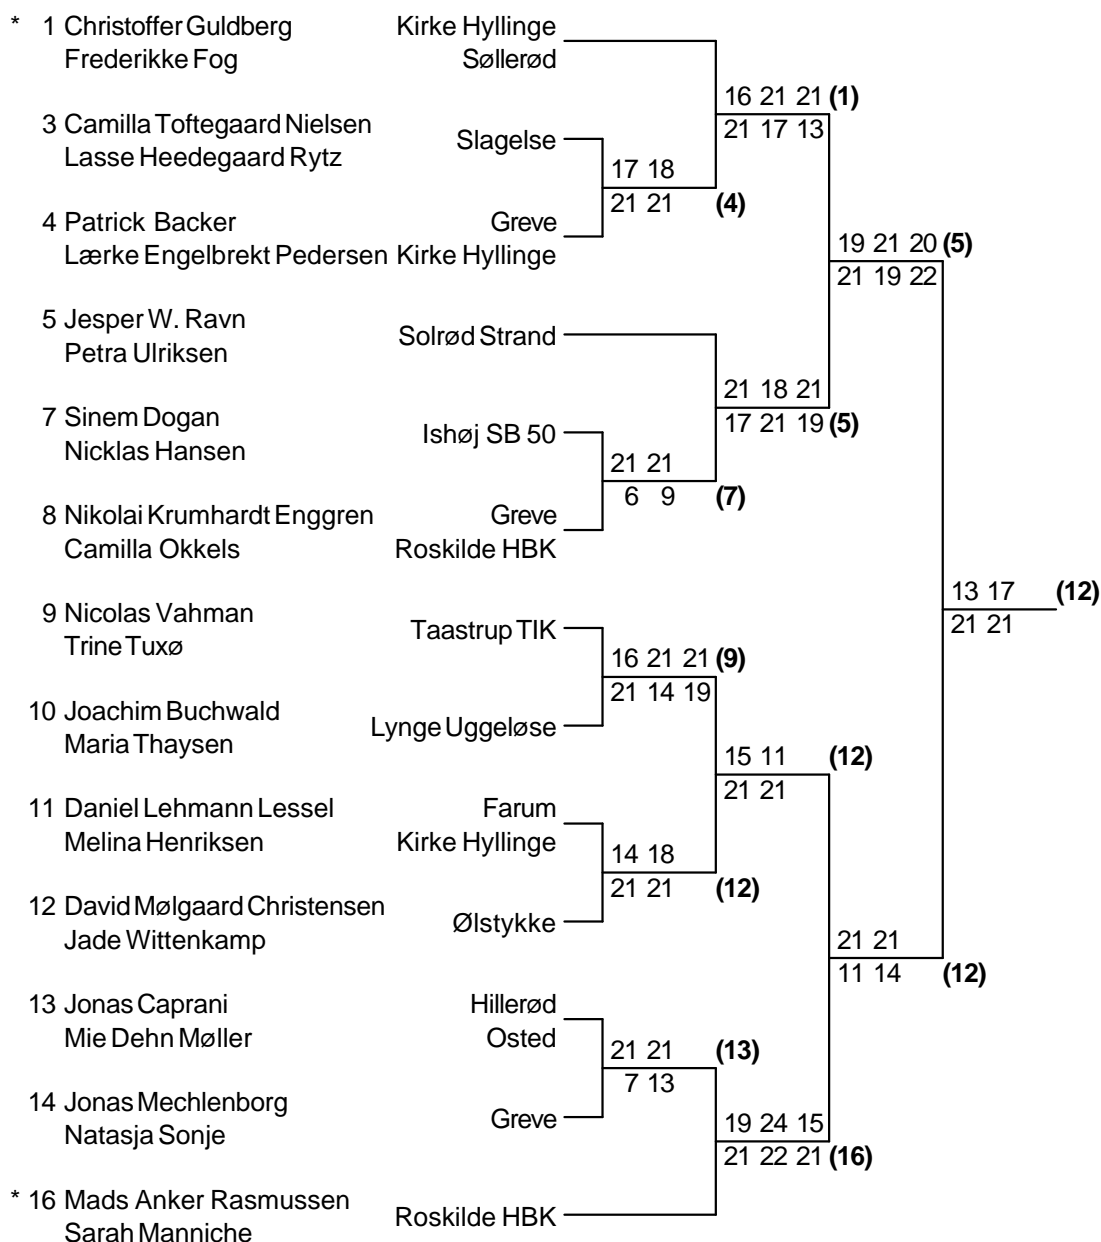 * 1 Christoffer Guldberg Kirke Hyllinge
Frederikke Fog Søllerød
16 21 21 (1)
21 17 13
3 Camilla Toftegaard Nielsen Slagelse
Lasse Heedegaard Rytz
17 18
21 21 (4)
4 Patrick Backer Greve
Lærke Engelbrekt Pedersen Kirke Hyllinge
19 21 20 (5)
21 19 22
5 Jesper W. Ravn Solrød Strand
Petra Ulriksen
21 18 21
17 21 19 (5)
7 Sinem Dogan Ishøj SB 50
Nicklas Hansen
21 21
6 9 (7)
8 Nikolai Krumhardt Enggren Greve
Camilla Okkels Roskilde HBK
13 17 (12)
21 21
9 Nicolas Vahman Taastrup TIK
Trine Tuxø
16 21 21 (9)
21 14 19
10 Joachim Buchwald Lynge Uggeløse
Maria Thaysen
15 11 (12)
21 21
11 Daniel Lehmann Lessel Farum
Melina Henriksen Kirke Hyllinge
14 18
21 21 (12)
12 David Mølgaard Christensen Ølstykke
Jade Wittenkamp
21 21
11 14 (12)
13 Jonas Caprani Hillerød
Mie Dehn Møller Osted
21 21 (13)
7 13
14 Jonas Mechlenborg Greve
Natasja Sonje
19 24 15
21 22 21 (16)
* 16 Mads Anker Rasmussen Roskilde HBK
Sarah Manniche